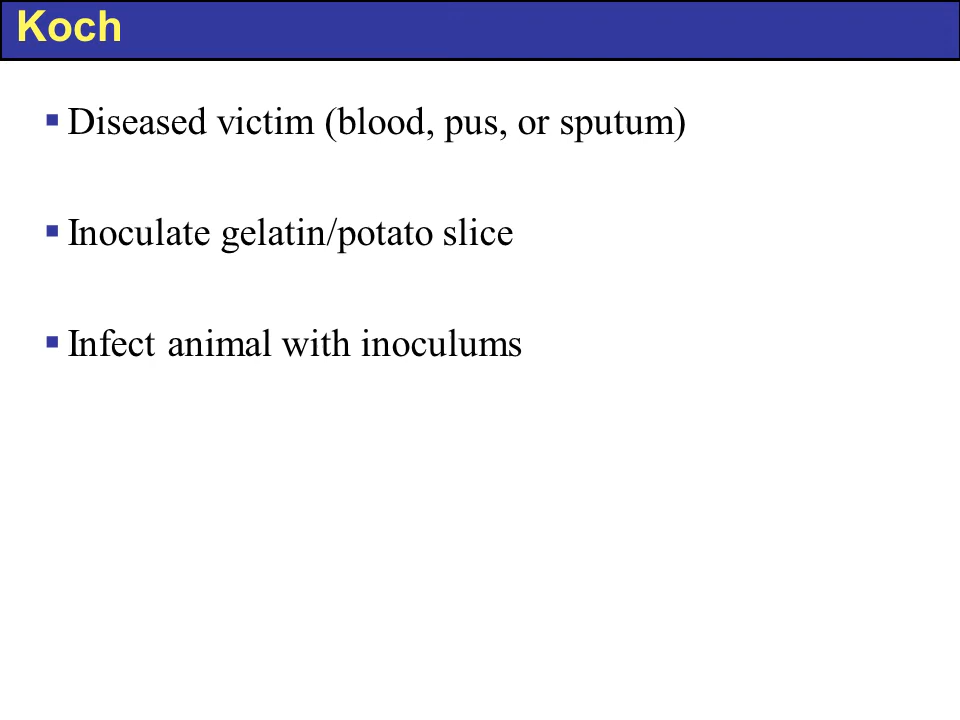 Koch
Diseased victim (blood, pus, or sputum)
Inoculate gelatin/potato slice
Infect animal with inoculums